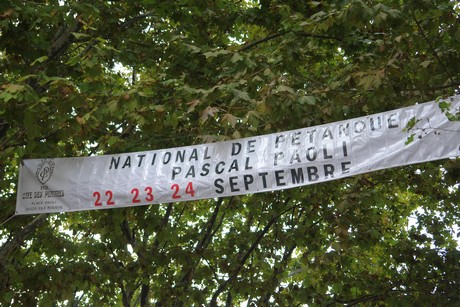 NATIONAL DE PETANQUE
PASCAL PAOLI
22 23 24 SEPTEMBRE